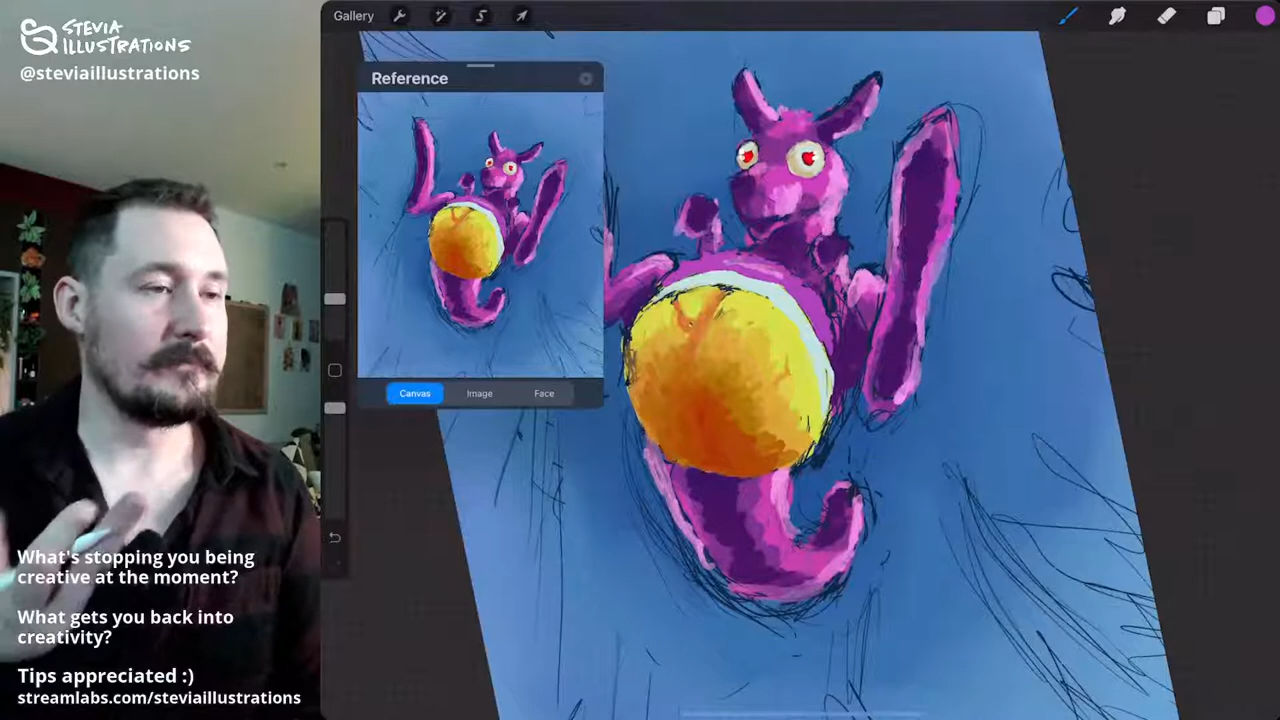 STEVIA
ILLUSTRATIONS
@steviaillustrations
Gallery
Reference
Canvas
Image
Face
What's stopping you being
creative at the moment?
What gets you back into
creativity?
Tips appreciated :)
streamlabs.com/steviaillustrations